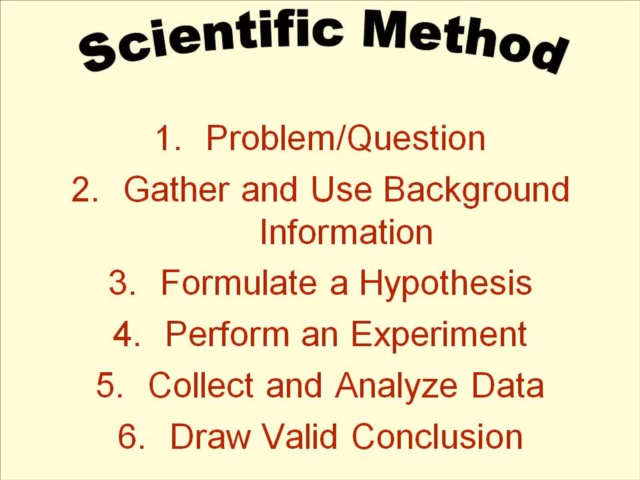 Scientific Method
1. Problem/Question
2. Gather and Use Background
Information
3. Formulate a Hypothesis
4. Perform an Experiment
5. Collect and Analyze Data
6. Draw Valid Conclusion